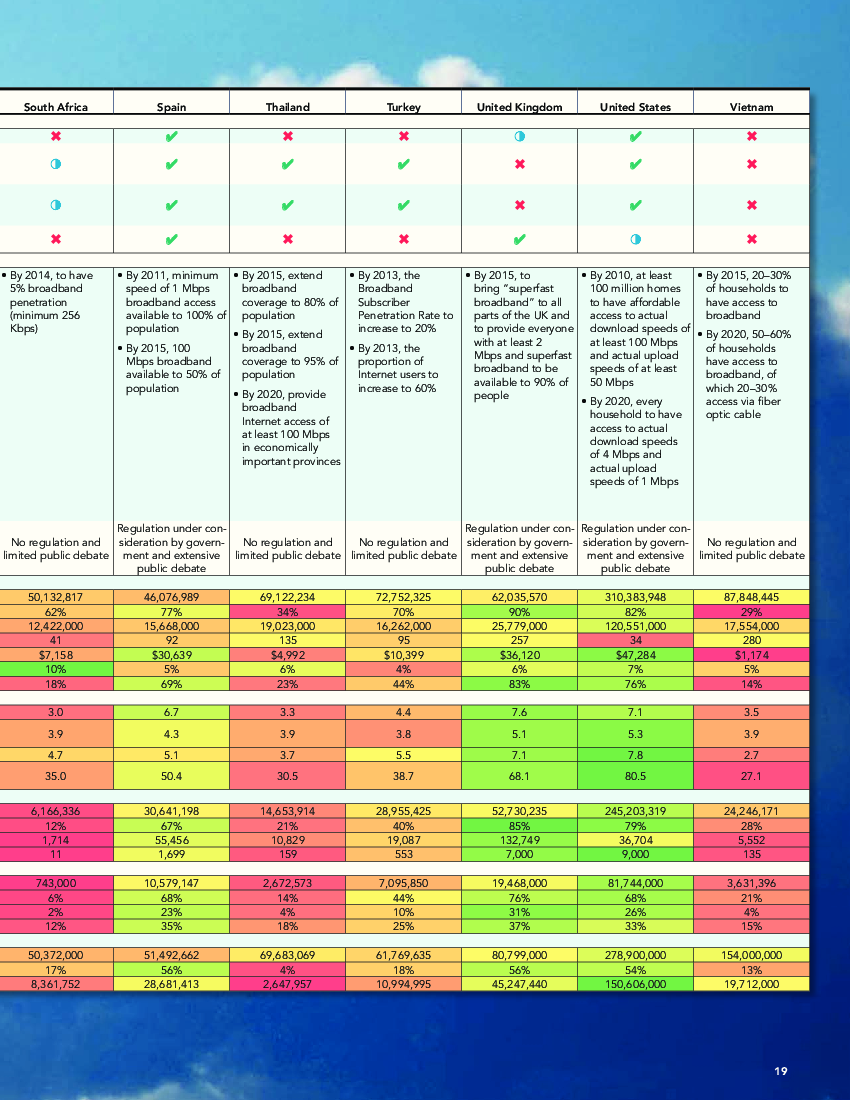 South Africa Spain Thailand Turkey United Kingdom United States Vietnam
✖ ✔ ✖ ✖ ◑ ✔ ✖
◑ ✔ ✔ ✔ ✖ ✔ ✖
◑ ✔ ✔ ✔ ✖ ✔ ✖
✖ ✔ ✖ ✖ ✔ ◑ ✖
• By 2014, to have
5% broadband
penetration
(minimum 256
Kbps)
• By 2011, minimum
speed of 1 Mbps
broadband access
available to 100% of
population
• By 2015, 100
Mbps broadband
available to 50% of
population
• By 2015, extend
broadband
coverage to 80% of
population
• By 2015, extend
broadband
coverage to 95% of
population
• By 2020, provide
broadband
Internet access of
at least 100 Mbps
in economically
important provinces
• By 2013, the
Broadband
Subscriber
Penetration Rate to
increase to 20%
• By 2013, the
proportion of
Internet users to
increase to 60%
• By 2015, to
bring “superfast
broadband” to all
parts of the UK and
to provide everyone
with at least 2
Mbps and superfast
broadband to be
available to 90% of
people
• By 2010, at least
100 million homes
to have affordable
access to actual
download speeds of
at least 100 Mbps
and actual upload
speeds of at least
50 Mbps
• By 2020, every
household to have
access to actual
download speeds
of 4 Mbps and
actual upload
speeds of 1 Mbps
• By 2015, 20–30%
of households to
have access to
broadband
• By 2020, 50–60%
of households
have access to
broadband, of
which 20–30%
access via fiber
optic cable
No regulation and
limited public debate
Regulation under con-
sideration by govern-
ment and extensive
public debate
No regulation and
limited public debate
No regulation and
limited public debate
Regulation under con-
sideration by govern-
ment and extensive
public debate
Regulation under con-
sideration by govern-
ment and extensive
public debate
No regulation and
limited public debate
50,132,817 46,076,989 69,122,234 72,752,325 62,035,570 310,383,948 87,848,445
62% 77% 34% 70% 90% 82% 29%
12,422,000 15,668,000 19,023,000 16,262,000 25,779,000 120,551,000 17,554,000
41 92 135 95 257 34 280
$7,158 $30,639 $4,992 $10,399 $36,120 $47,284 $1,174
10% 5% 6% 4% 6% 7% 5%
18% 69% 23% 44% 83% 76% 14%
3.0 6.7 3.3 4.4 7.6 7.1 3.5
3.9 4.3 3.9 3.8 5.1 5.3 3.9
4.7 5.1 3.7 5.5 7.1 7.8 2.7
35.0 50.4 30.5 38.7 68.1 80.5 27.1
6,166,336 30,641,198 14,653,914 28,955,425 52,730,235 245,203,319 24,246,171
12% 67% 21% 40% 85% 79% 28%
1,714 55,456 10,829 19,087 132,749 36,704 5,552
11 1,699 159 553 7,000 9,000 135
743,000 10,579,147 2,672,573 7,095,850 19,468,000 81,744,000 3,631,396
6% 68% 14% 44% 76% 68% 21%
2% 23% 4% 10% 31% 26% 4%
12% 35% 18% 25% 37% 33% 15%
50,372,000 51,492,662 69,683,069 61,769,635 80,799,000 278,900,000 154,000,000
17% 56% 4% 18% 56% 54% 13%
8,361,752 28,681,413 2,647,957 10,994,995 45,247,440 150,606,000 19,712,000
19